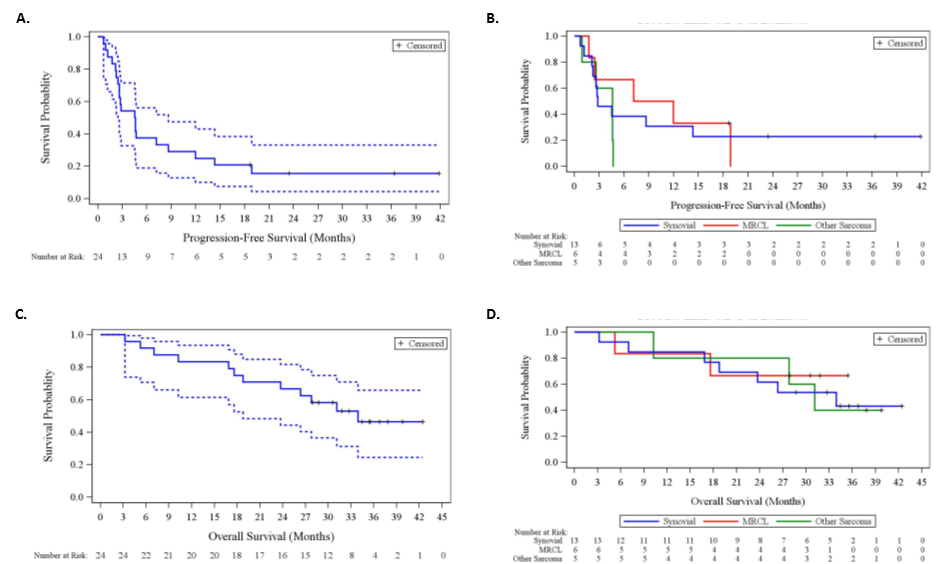 A.
1.0
0.8
0.6
0.4
0.2
0.0
Survival Probablity
+ Censored
0 3 6 9 12 15 18 21 24 27 30 33 36 39 42
Progression-Free Survival (Months)
Number at Risk: 24 13 9 7 6 5 5 3 2 2 2 2 2 1 0
B.
1.0
0.8
0.6
0.4
0.2
0.0
Survival Probablity
+ Censored
0 3 6 9 12 15 18 21 24 27 30 33 36 39 42
Progression-Free Survival (Months)
Synovial MRCL Other Sarcoma
Number at Risk:
Synovial 13 6 5 4 4 3 3 3 2 2 2 2 2 1 0
MRCL 6 4 4 3 2 2 2 0 0 0 0 0 0 0 0
Other Sarcoma 5 3 0 0 0 0 0 0 0 0 0 0 0 0 0
C.
1.0
0.8
0.6
0.4
0.2
0.0
Survival Probablity
+ Censored
0 3 6 9 12 15 18 21 24 27 30 33 36 39 42 45
Overall Survival (Months)
Number at Risk: 24 24 22 21 20 20 18 17 16 15 12 8 4 2 1 0
D.
1.0
0.8
0.6
0.4
0.2
0.0
Survival Probablity
+ Censored
0 3 6 9 12 15 18 21 24 27 30 33 36 39 42 45
Overall Survival (Months)
Synovial MRCL Other Sarcoma
Number at Risk:
Synovial 13 13 12 11 11 11 10 9 8 7 6 5 2 1 1 0
MRCL 6 6 5 5 5 5 4 4 4 4 3 1 0 0 0 0
Other Sarcoma 5 5 5 5 4 4 4 4 4 4 3 2 2 1 0 0